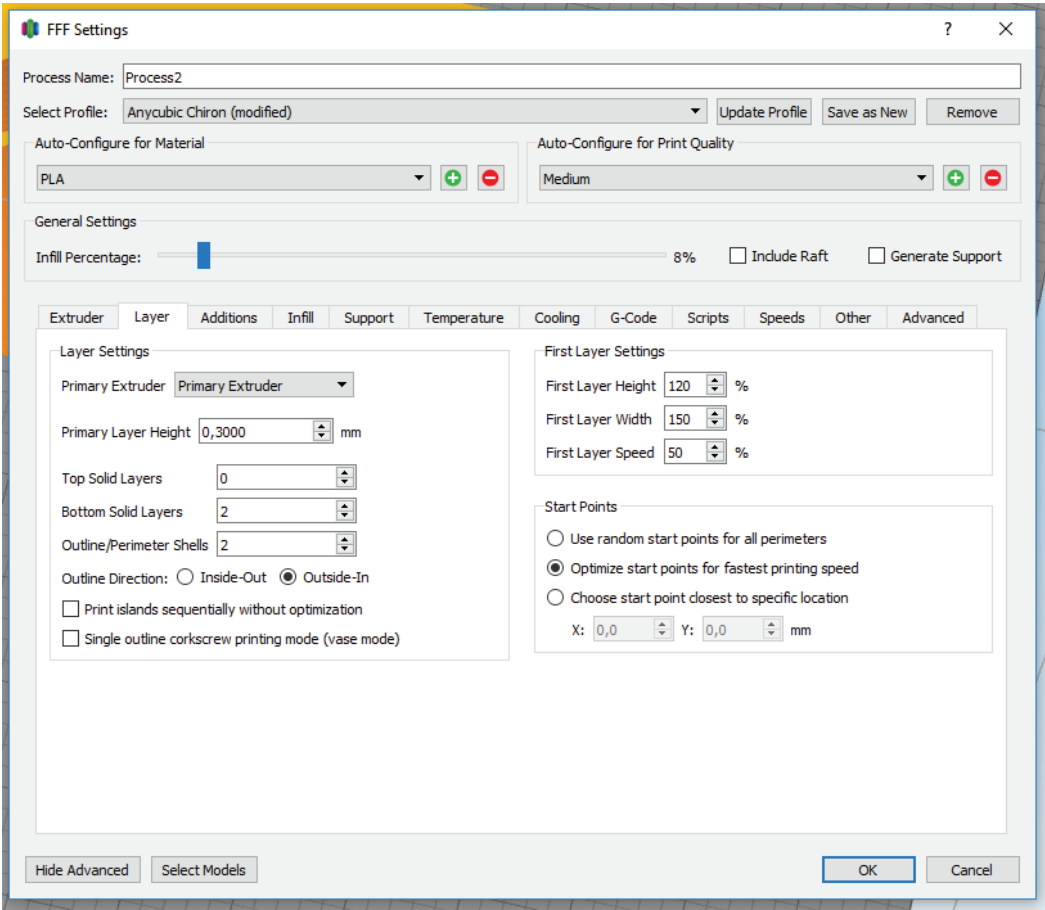 FFF Settings ?
Process Name: Process2
Select Profile: Anycubic Chiron (modified) Update Profile Save as New Remove
Auto-Configure for Material Auto-Configure for Print Quality
PLA Medium
General Settings
Infill Percentage: 8% Include Raft Generate Support
Extruder Layer Additions Infill Support Temperature Cooling G-Code Scripts Speeds Other Advanced
Layer Settings
Primary Extruder Primary Extruder
Primary Layer Height 0,3000 mm
Top Solid Layers 0
Bottom Solid Layers 2
Outline/Perimeter Shells 2
Outline Direction: Inside-Out Outside-In
Print islands sequentially without optimization
Single outline corkscrew printing mode (vase mode)
First Layer Settings
First Layer Height 120 %
First Layer Width 150 %
First Layer Speed 50 %
Start Points
Use random start points for all perimeters
Optimize start points for fastest printing speed
Choose start point closest to specific location
X: 0,0 Y: 0,0 mm
Hide Advanced Select Models OK Cancel